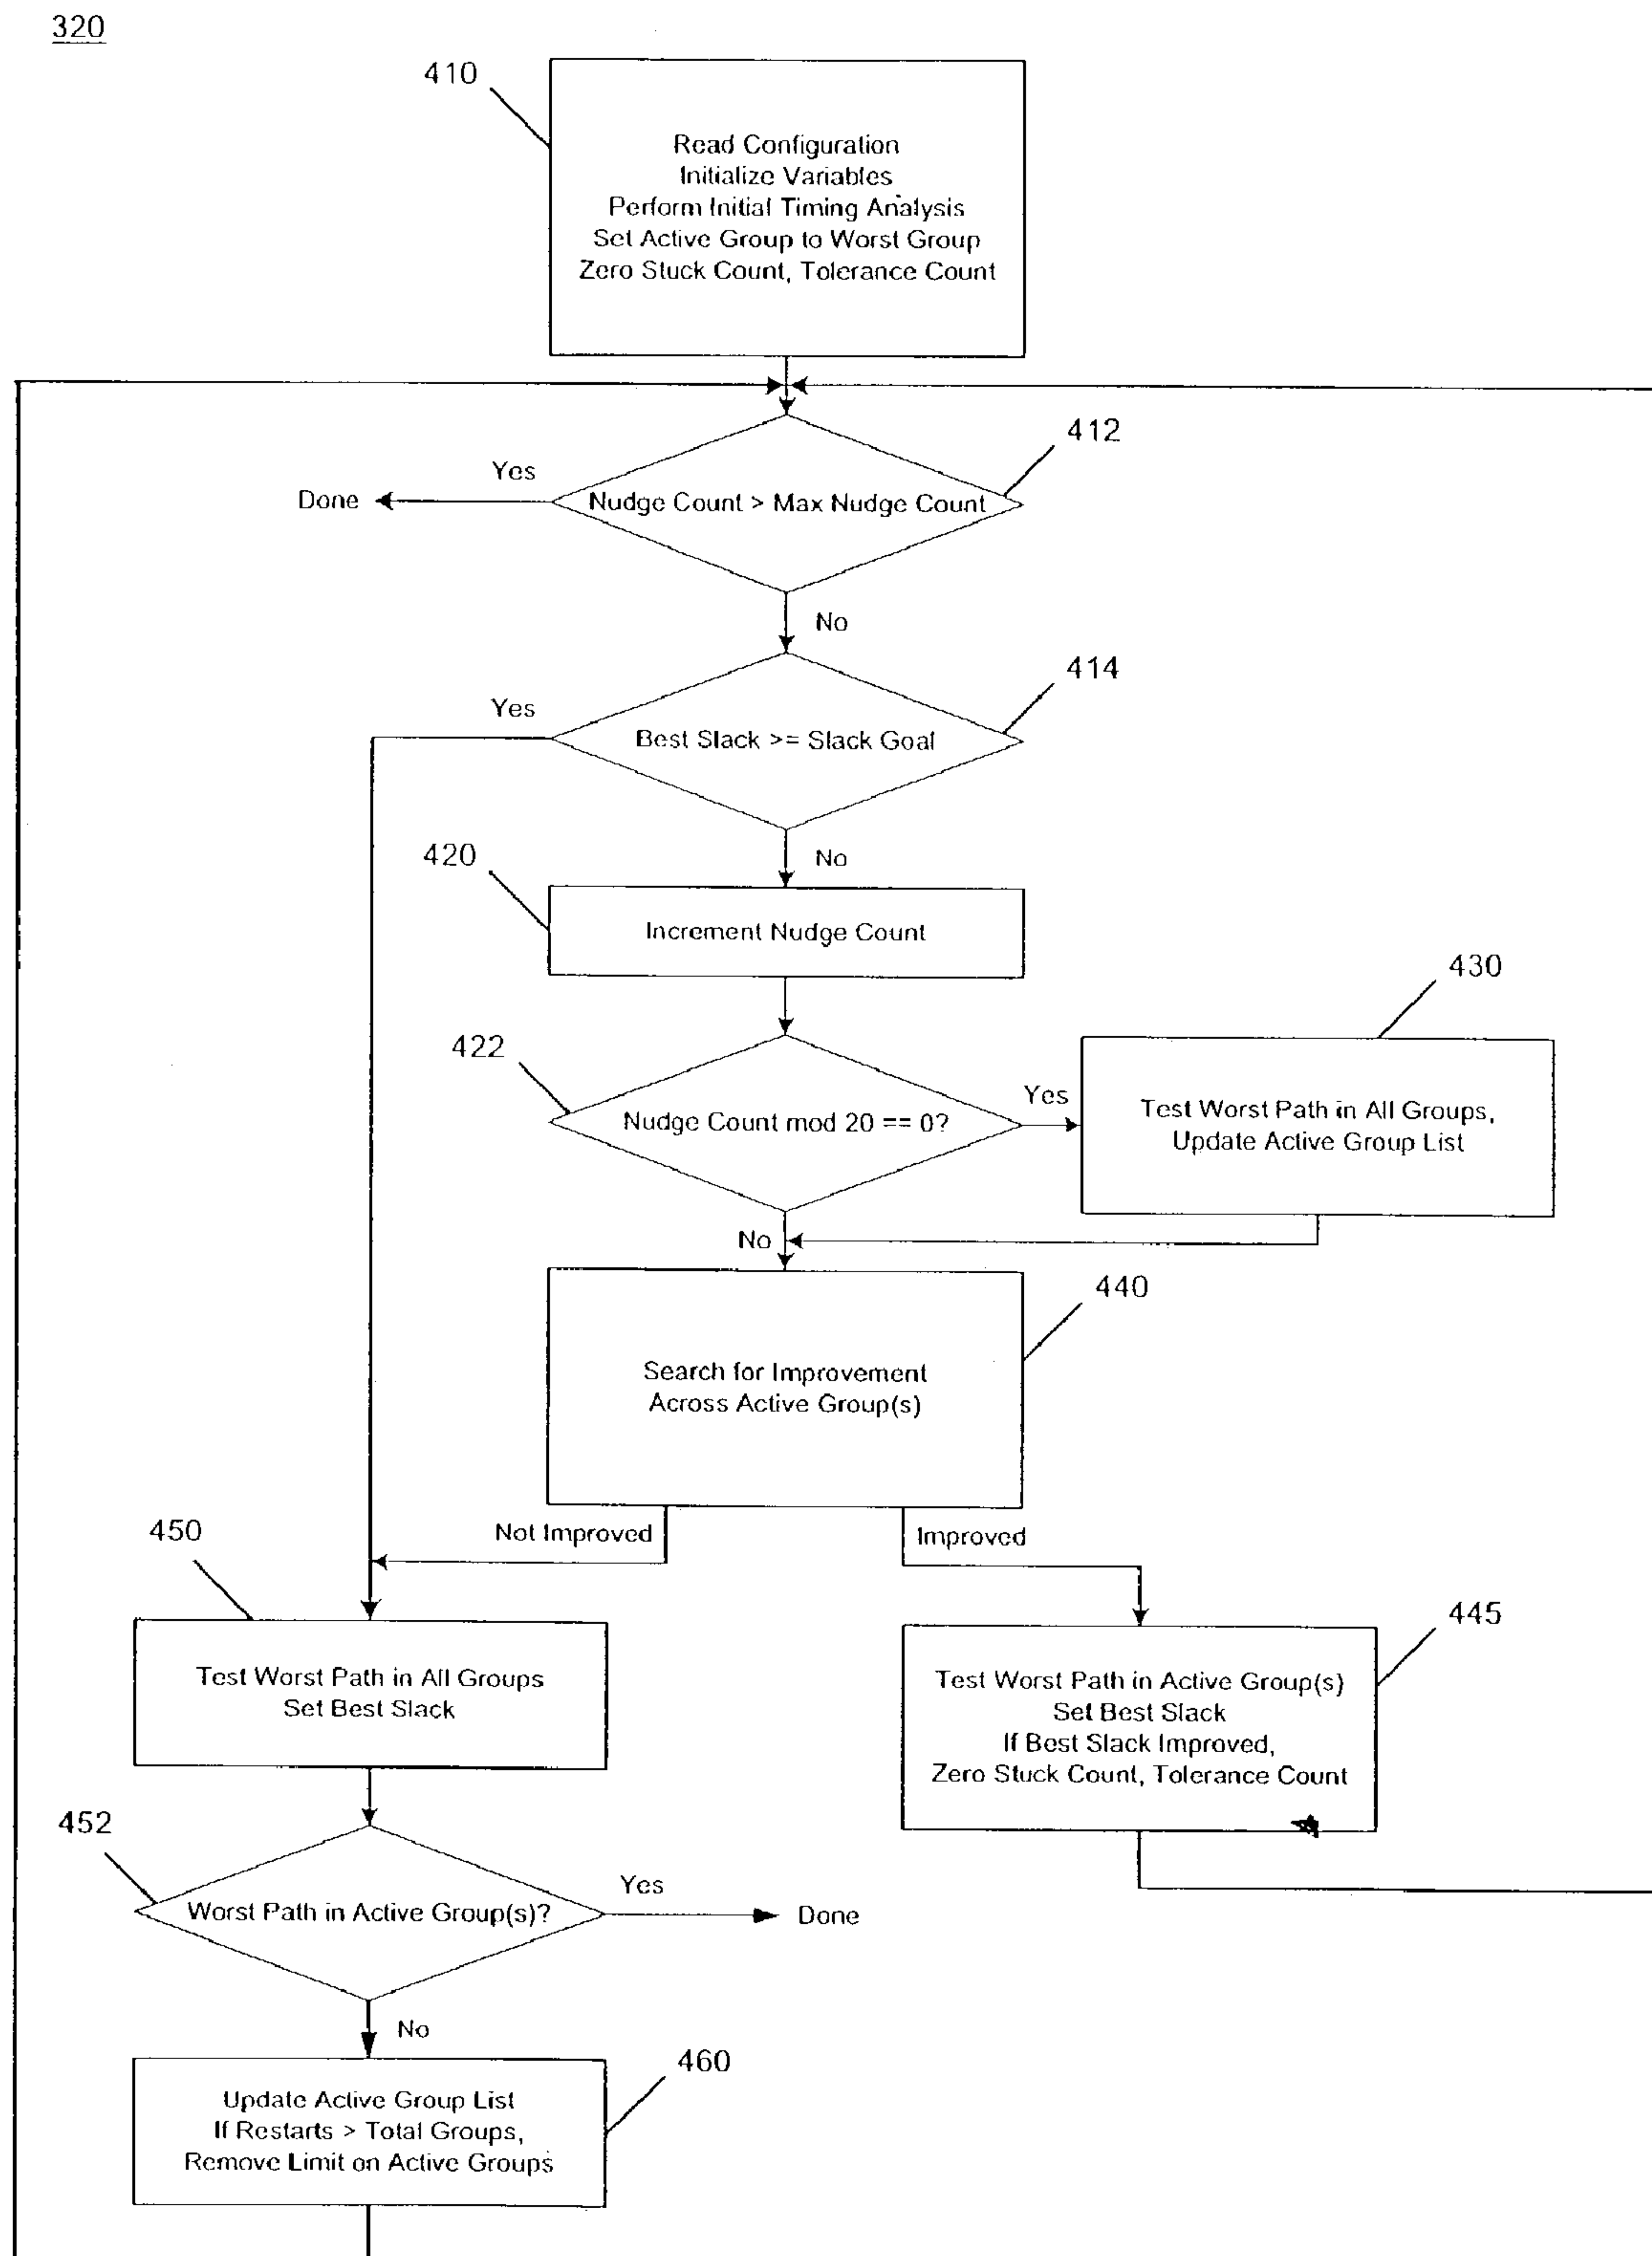 320
410
Read Configuration
Initialize Variables
Perform Initial Timing Analysis
Set Active Group to Worst Group
Zero Stuck Count, Tolerance Count
412
Yes
Done
Nudge Count > Max Nudge Count
No
414
Yes
Best Slack >= Slack Goal
No
420
Increment Nudge Count
430
422
Yes
Nudge Count mod 20 == 0?
Test Worst Path in All Groups,
Update Active Group List
No
440
Search for Improvement
Across Active Group(s)
Not Improved
Improved
450
445
Test Worst Path in All Groups
Set Best Slack
Test Worst Path in Active Group(s)
Set Best Slack
If Best Slack Improved,
Zero Stuck Count, Tolerance Count
452
Yes
Worst Path in Active Group(s)?
Done
No
460
Update Active Group List
If Restarts > Total Groups,
Remove Limit on Active Groups